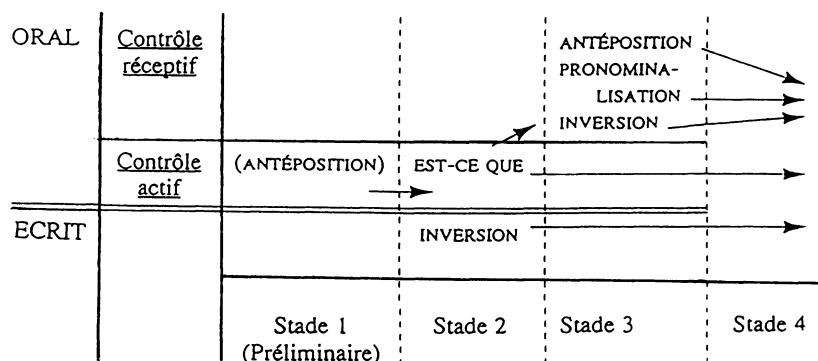 ORAL
Contrôle
réceptif
ANTÉPOSITION
PRONOMINA-
LISATION
INVERSION
Contrôle
actif
(ANTÉPOSITION)
EST-CE QUE
ECRIT
INVERSION
Stade 1
(Préliminaire)
Stade 2
Stade 3
Stade 4